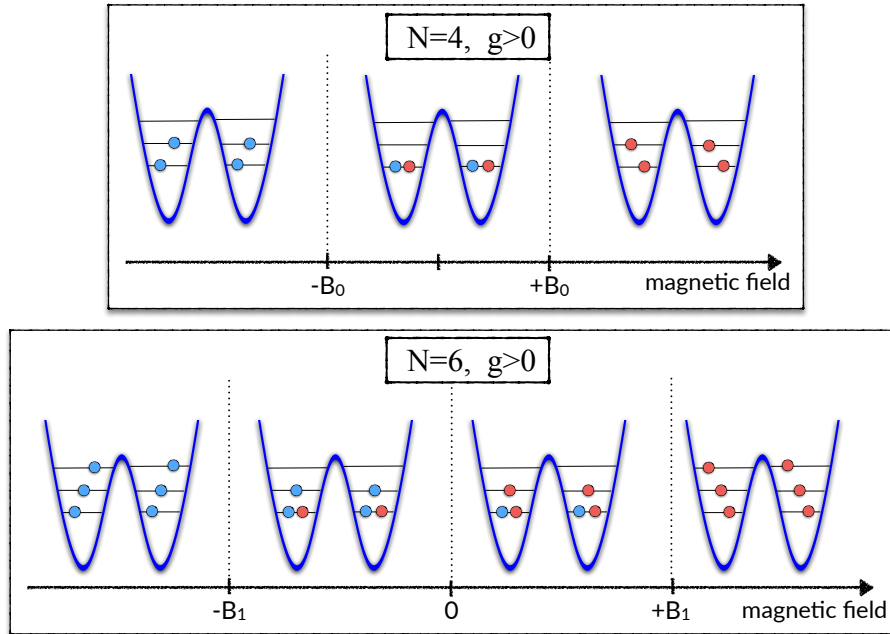 N=4, g>0
-B₀ +B₀ magnetic field
N=6, g>0
-B₁ 0 +B₁ magnetic field